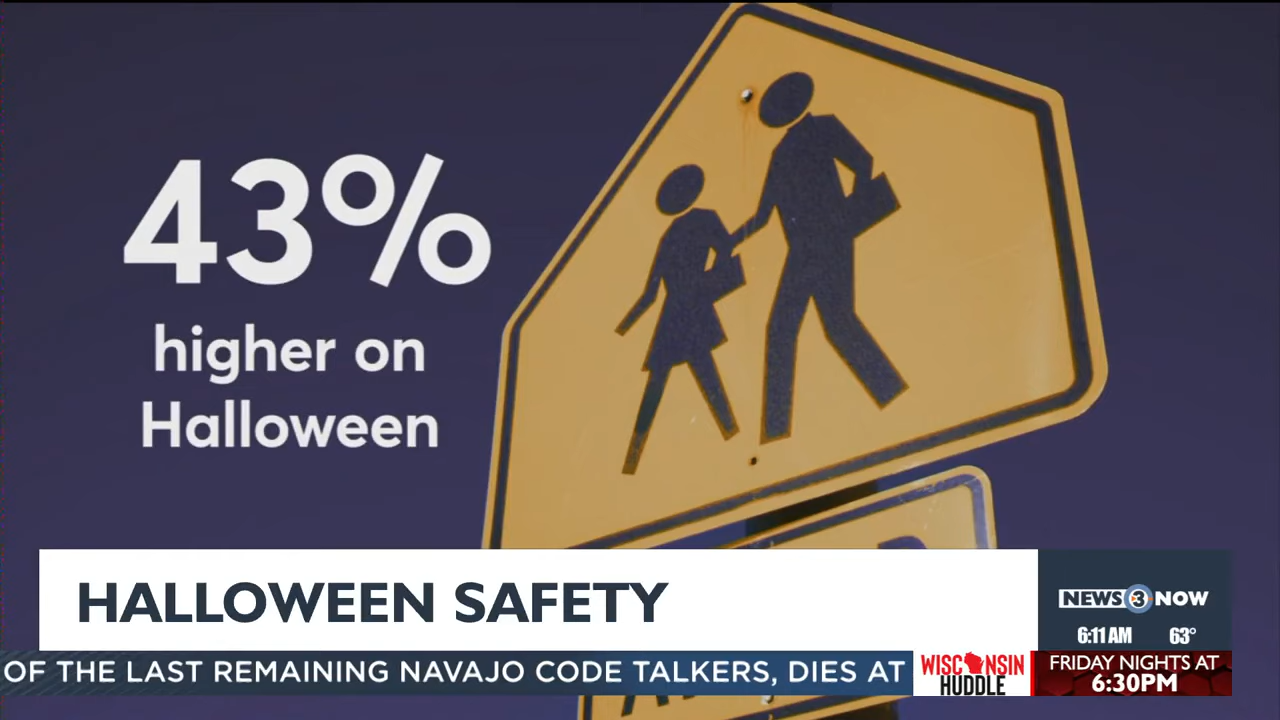 43%
higher on
Halloween
HALLOWEEN SAFETY
NEWS 3 NOW
6:11 AM 63°
OF THE LAST REMAINING NAVAJO CODE TALKERS, DIES AT
WISCONSIN
HUDDLE
FRIDAY NIGHTS AT
6:30PM